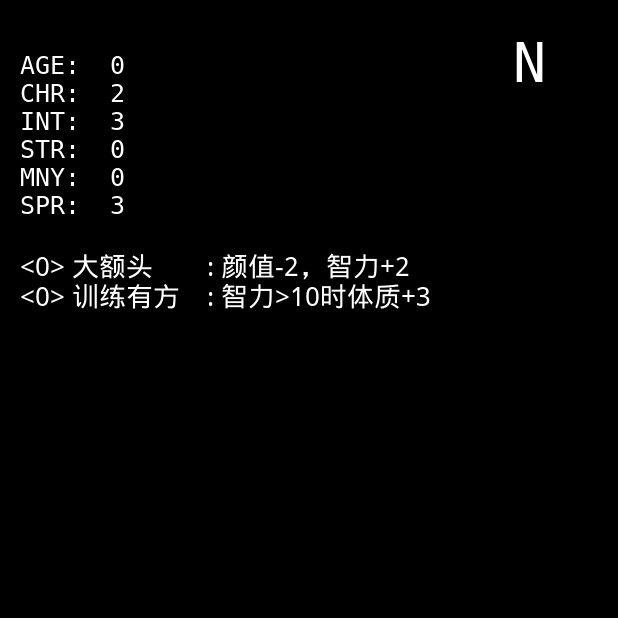 N
AGE: 0
CHR: 2
INT: 3
STR: 0
MNY: 0
SPR: 3
<0> 大额头 : 颜值-2，智力+2
<0> 训练有方 : 智力>10时体质+3